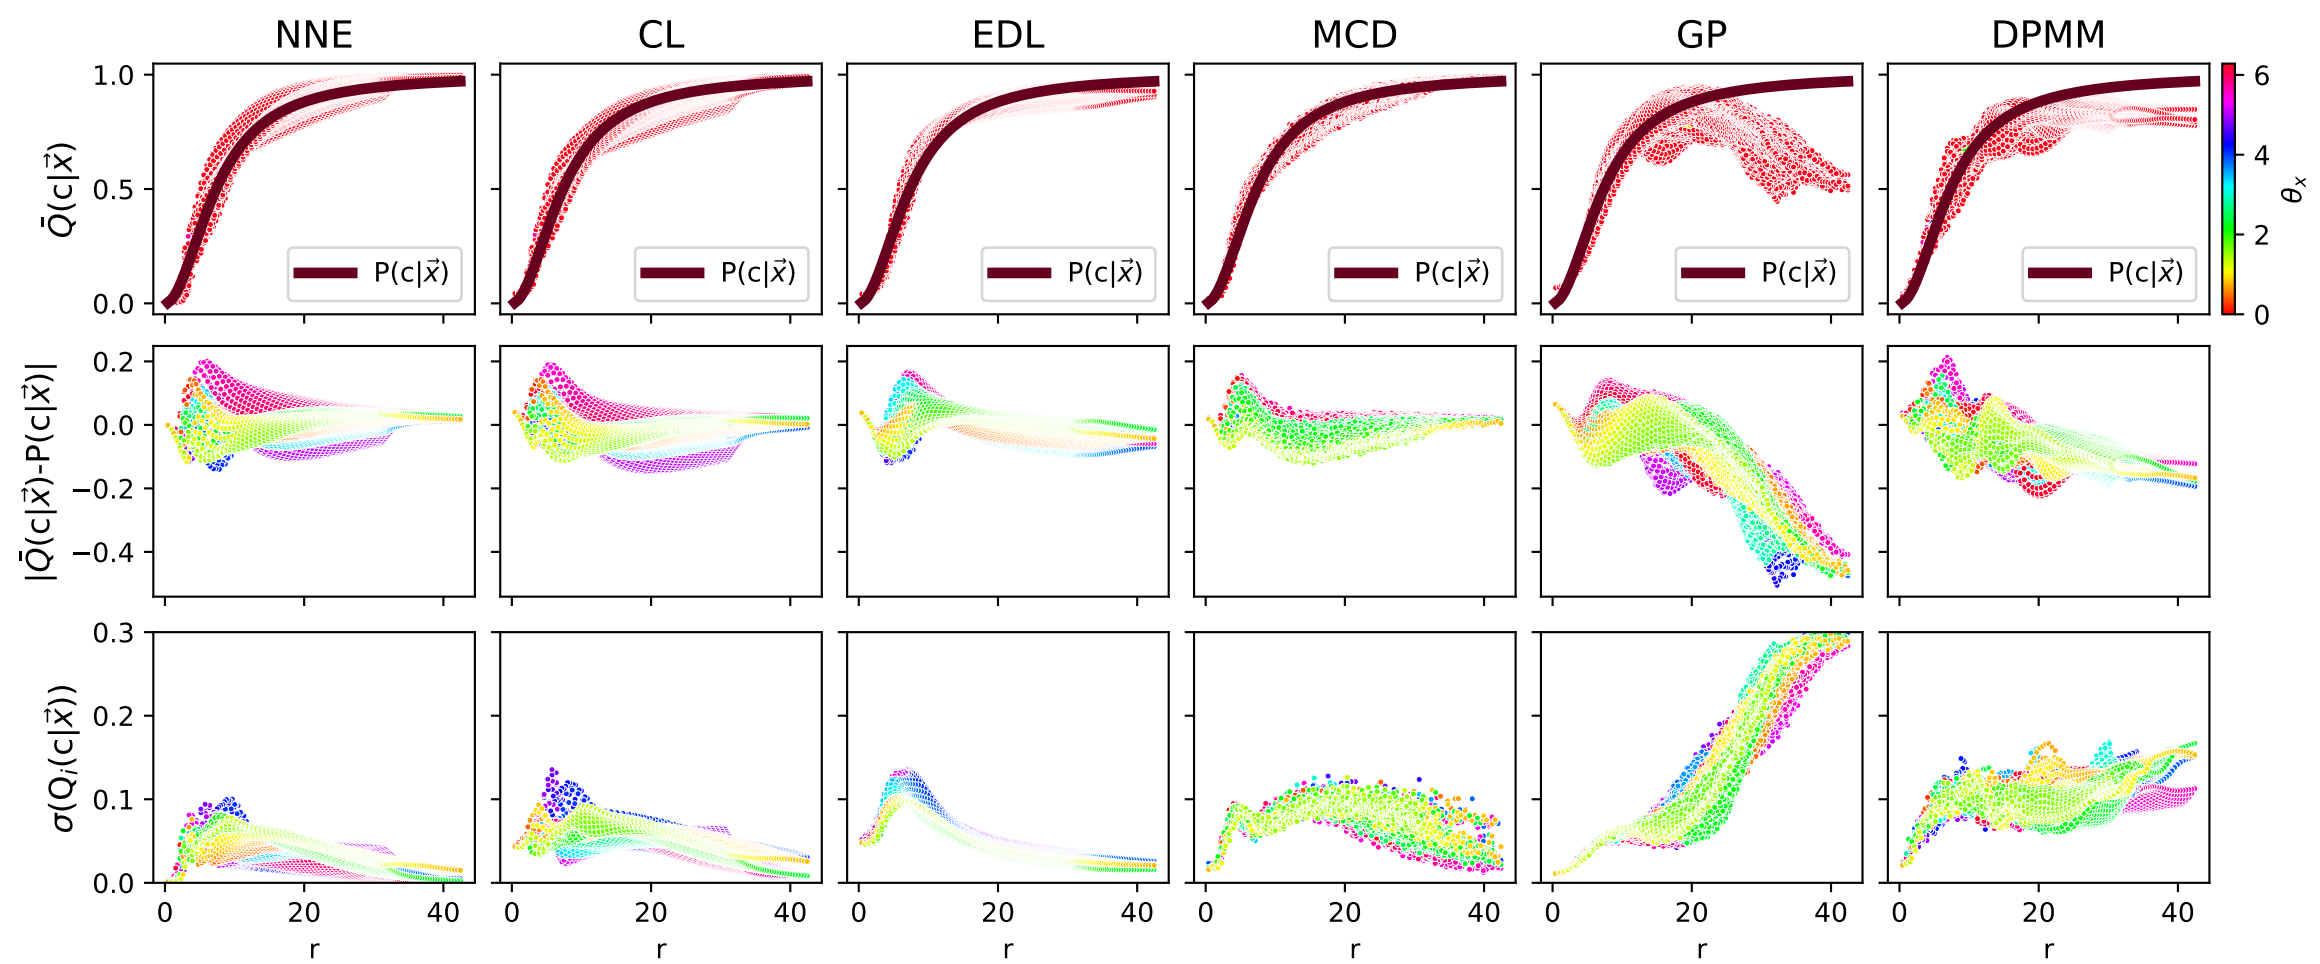 NNE CL EDL MCD GP DPMM
Q̄(c|x⃗)
1.0
0.5
0.0
P(c|x⃗) P(c|x⃗) P(c|x⃗) P(c|x⃗) P(c|x⃗) P(c|x⃗)
6
4
2
0
θₓ
|Q̄(c|x⃗)-P(c|x⃗)|
0.2
0.0
−0.2
−0.4
σ(Qᵢ(c|x⃗))
0.3
0.2
0.1
0.0
0 20 40 0 20 40 0 20 40 0 20 40 0 20 40 0 20 40
r r r r r r